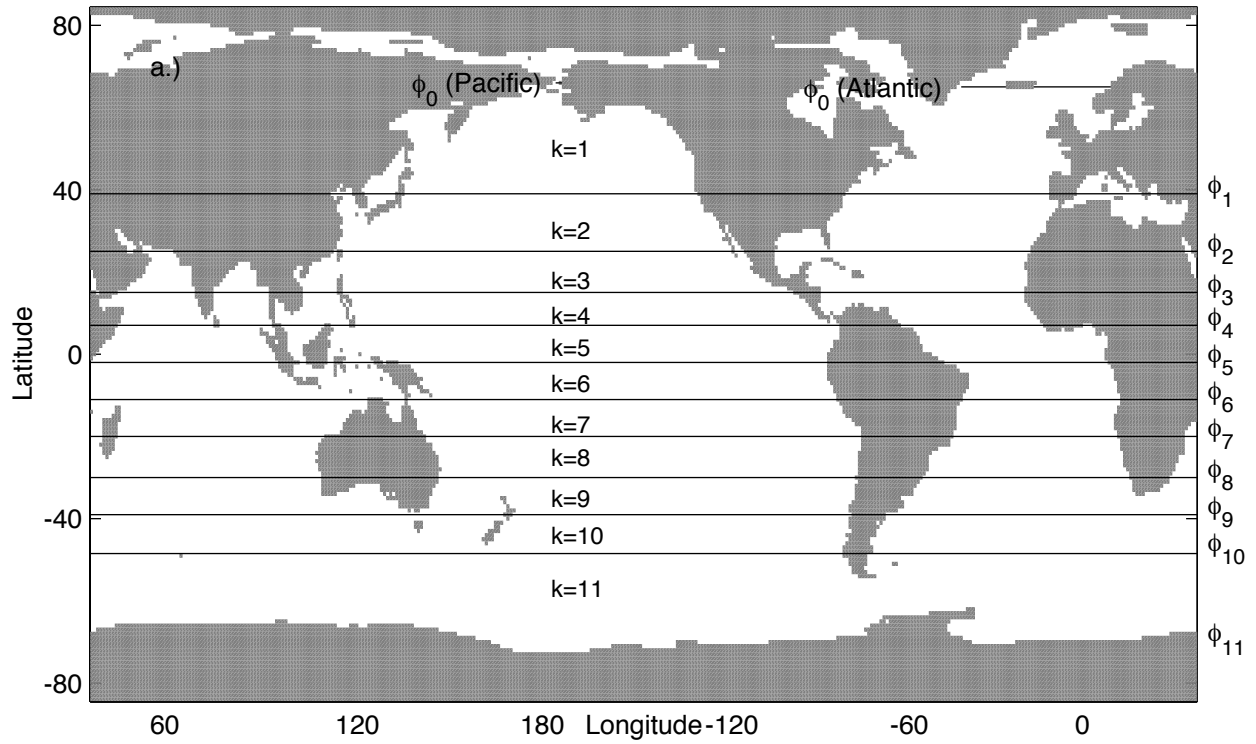 80
a.)
ϕ0 (Pacific)
ϕ0 (Atlantic)
k=1
40
ϕ1
k=2
ϕ2
k=3
ϕ3
k=4
ϕ4
k=5
0
ϕ5
Latitude
k=6
ϕ6
k=7
ϕ7
k=8
ϕ8
k=9
ϕ9
-40
k=10
ϕ10
k=11
ϕ11
-80
60 120 180 Longitude -120 -60 0